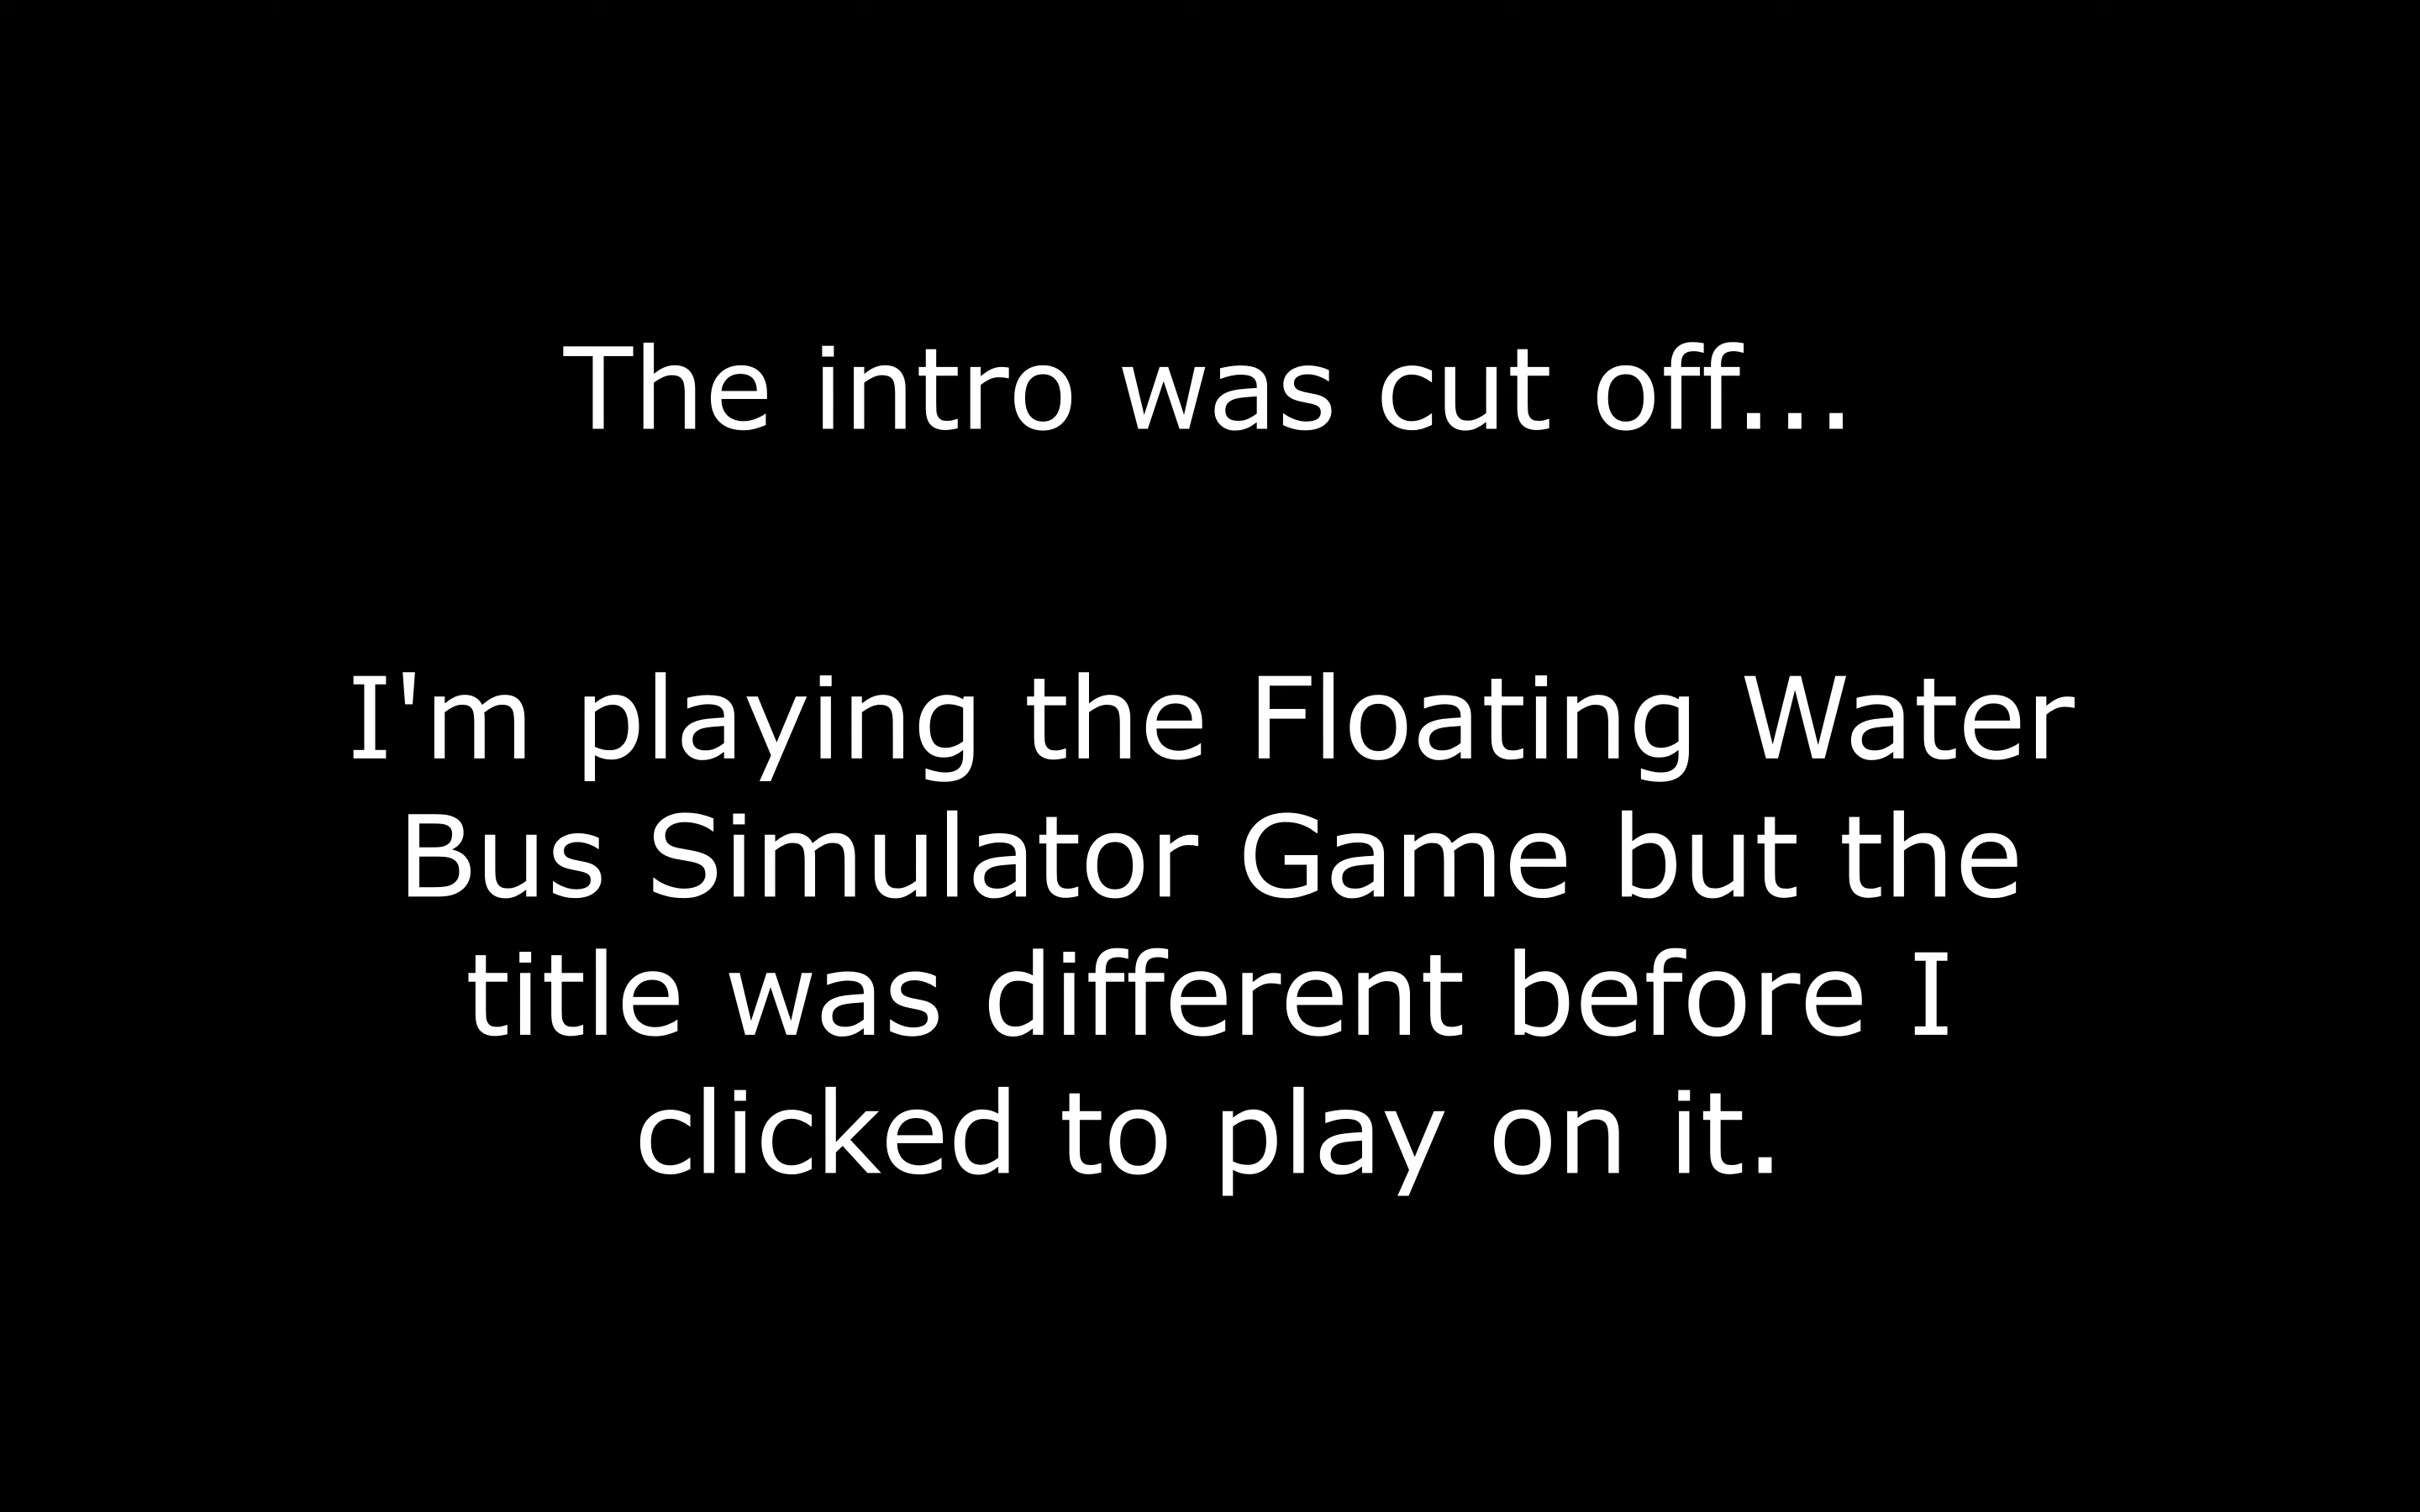 The intro was cut off...
I'm playing the Floating Water
Bus Simulator Game but the
title was different before I
clicked to play on it.